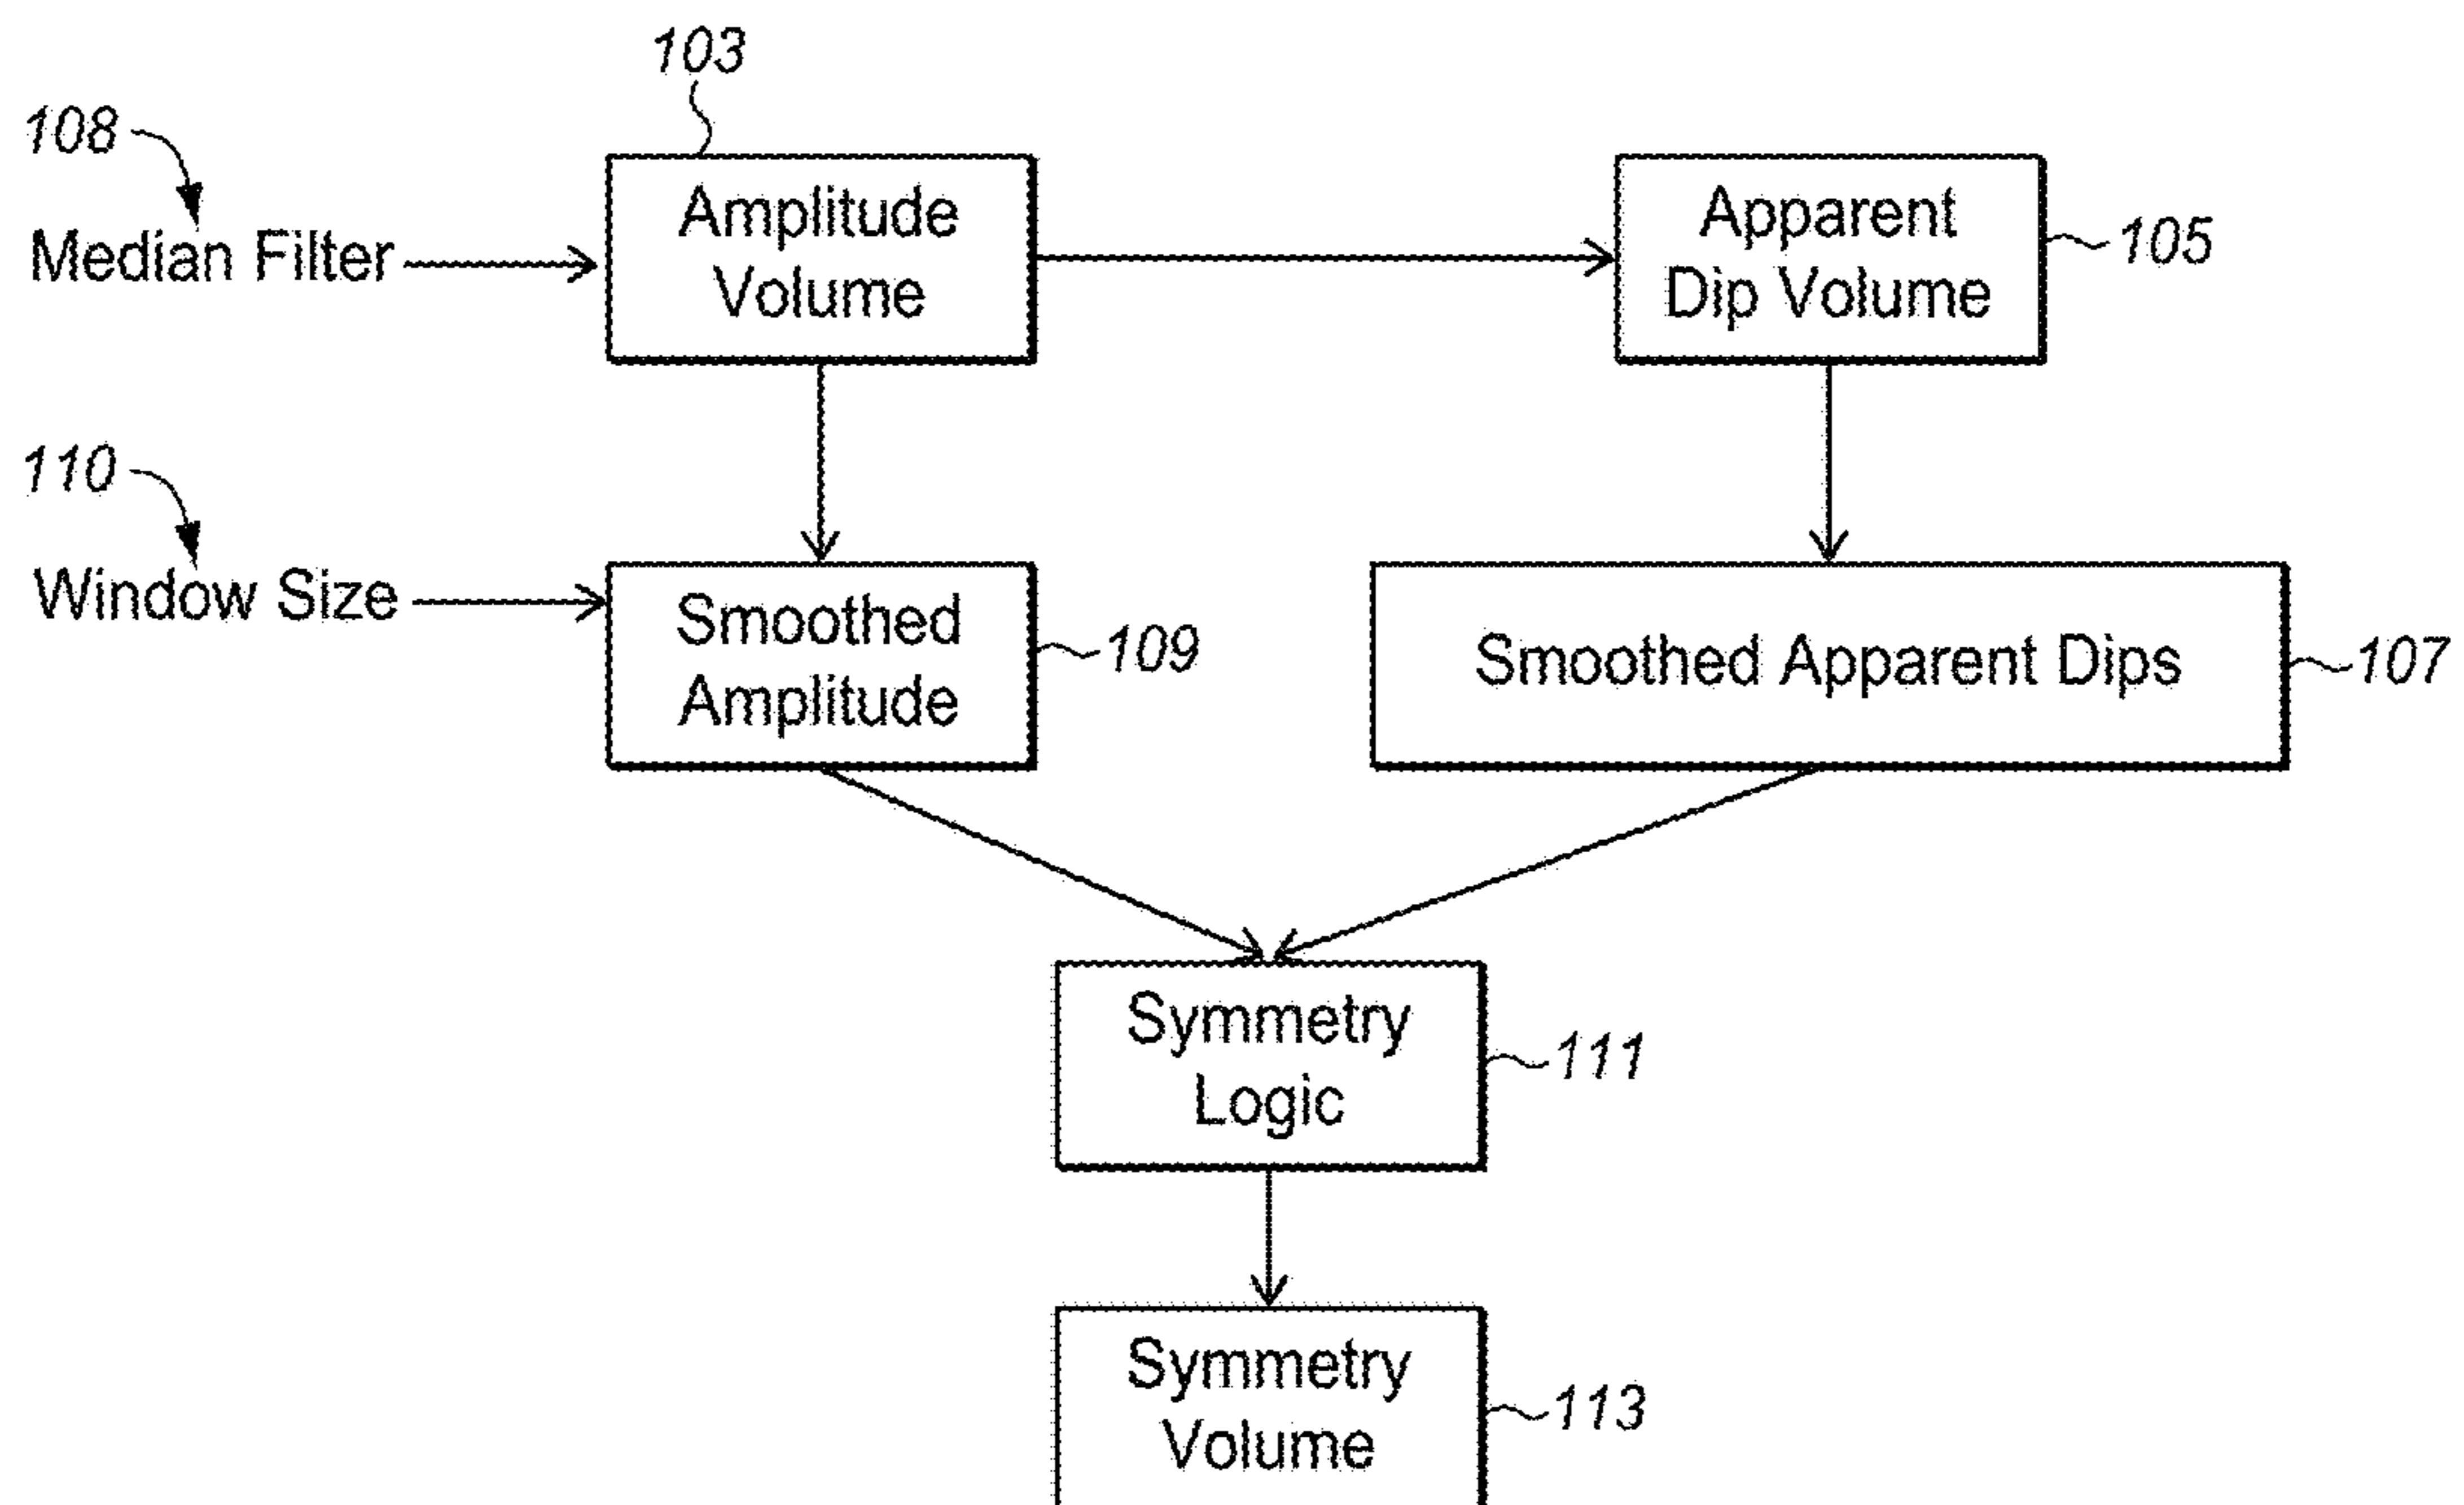 103
108
Amplitude
Volume
Apparent
Dip Volume
105
Median Filter
110
Window Size
Smoothed
Amplitude
109
Smoothed Apparent Dips
107
Symmetry
Logic
111
Symmetry
Volume
113